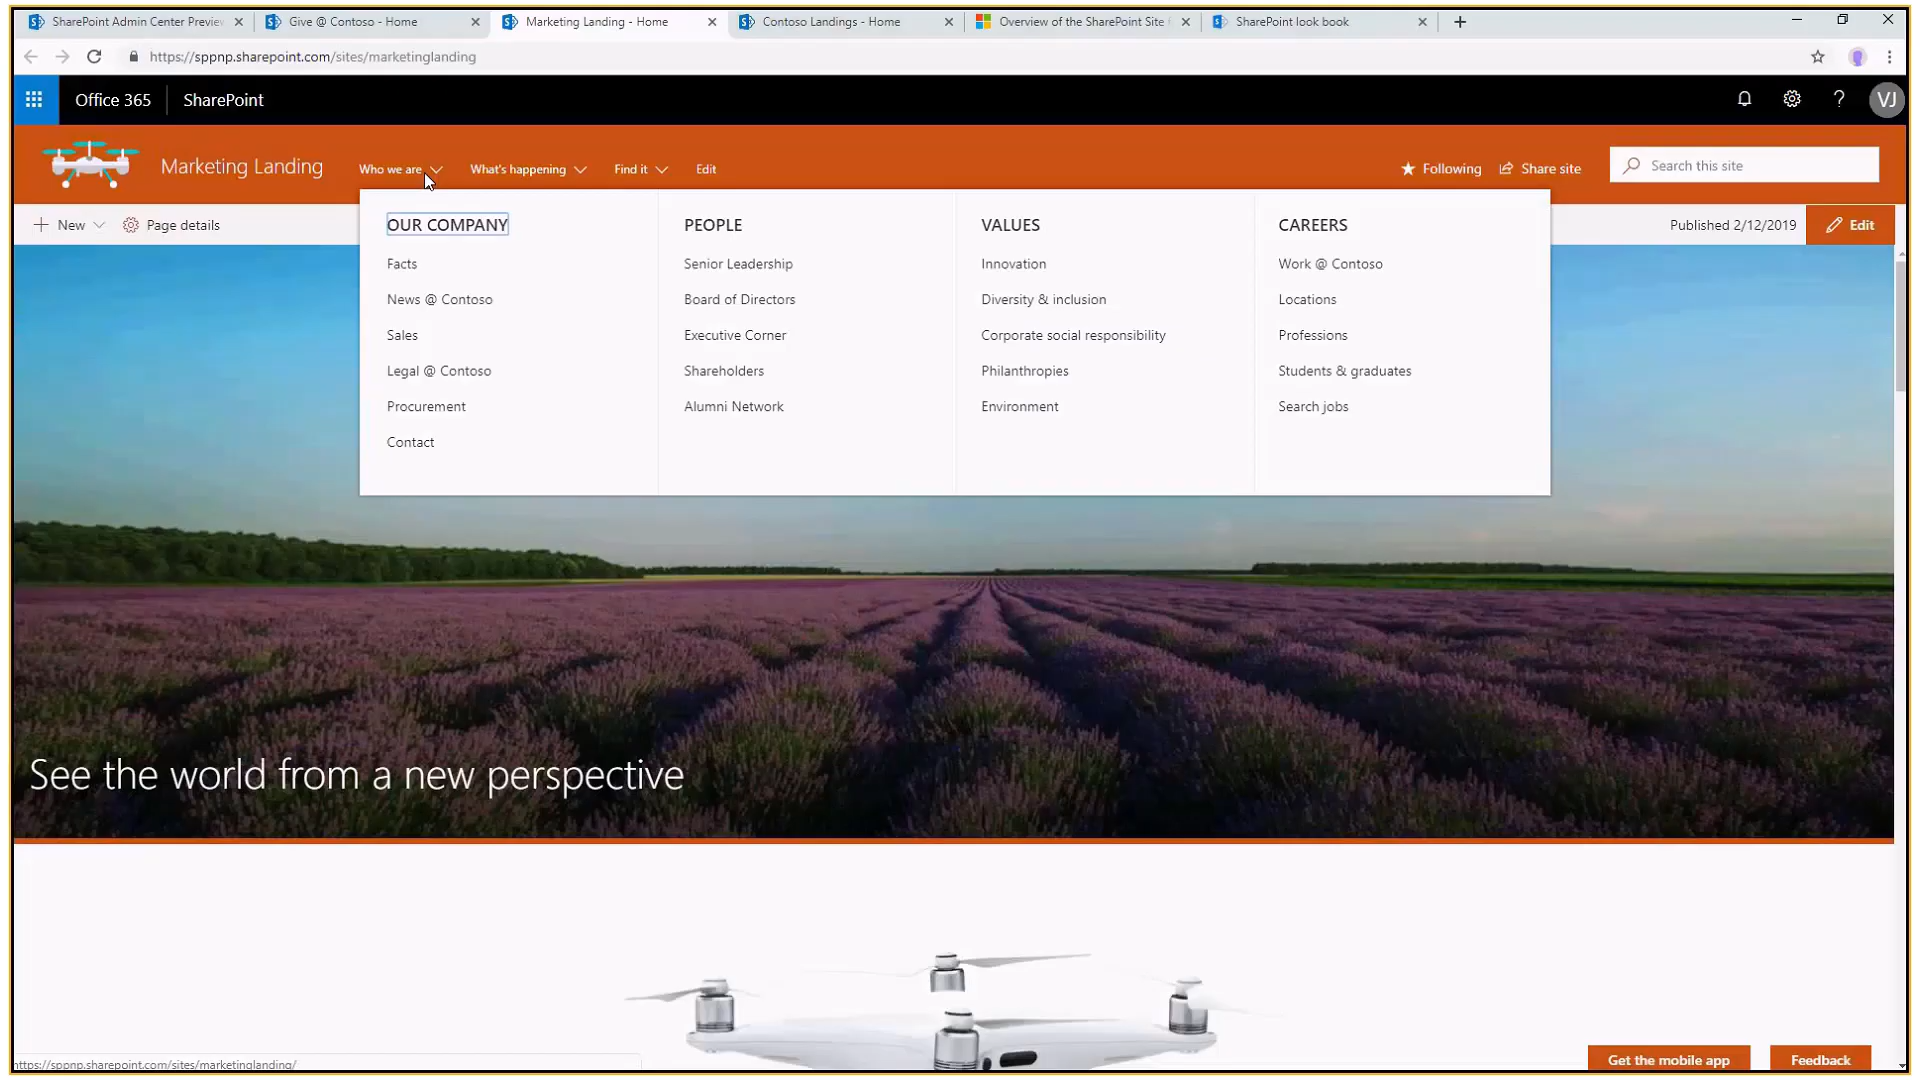 SharePoint Admin Center Preview
Give @ Contoso - Home
Marketing Landing - Home
Contoso Landings - Home
Overview of the SharePoint Site
SharePoint look book
https://sppnp.sharepoint.com/sites/marketinglanding
Office 365
SharePoint
?
VJ
Marketing Landing
Who we are
What's happening
Find it
Edit
Following
Share site
Search this site
New
Page details
Published 2/12/2019
Edit
OUR COMPANY
Facts
News @ Contoso
Sales
Legal @ Contoso
Procurement
Contact
PEOPLE
Senior Leadership
Board of Directors
Executive Corner
Shareholders
Alumni Network
VALUES
Innovation
Diversity & inclusion
Corporate social responsibility
Philanthropies
Environment
CAREERS
Work @ Contoso
Locations
Professions
Students & graduates
Search jobs
See the world from a new perspective
https://sppnp.sharepoint.com/sites/marketinglanding/
Get the mobile app
Feedback